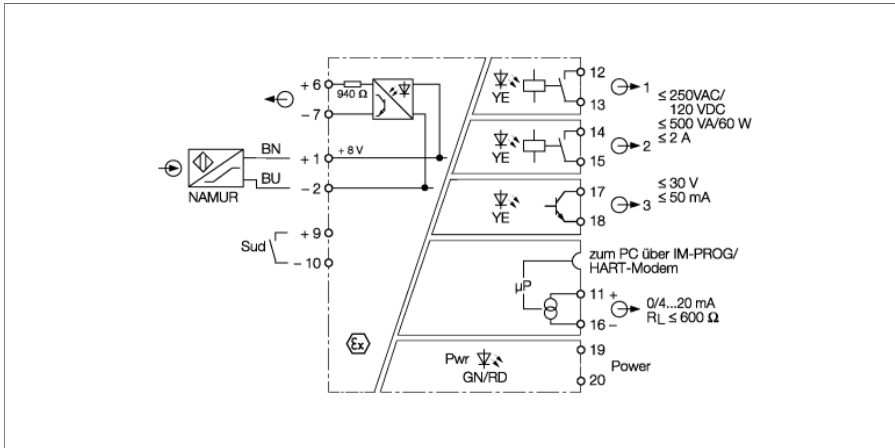 + 6
940 Ω
– 7
BN
+ 1
+ 8 V
BU
– 2
NAMUR
+ 9
Sud
– 10
Ex
YE
12
13
1
≤ 250VAC/
120 VDC
≤ 500 VA/60 W
≤ 2 A
YE
14
15
2
YE
17
18
3
≤ 30 V
≤ 50 mA
zum PC über IM-PROG/
HART-Modem
µP
11 +
16 –
0/4...20 mA
RL ≤ 600 Ω
Pwr
GN/RD
19
20
Power